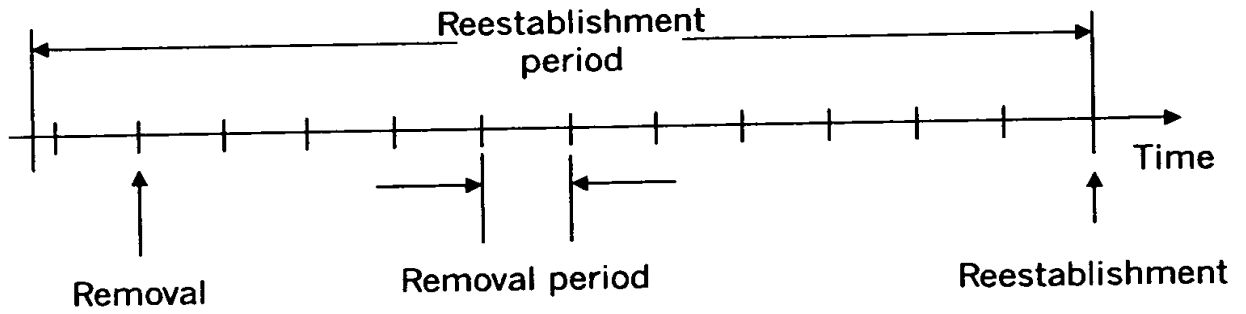 Reestablishment
period
Time
Removal
Removal period
Reestablishment